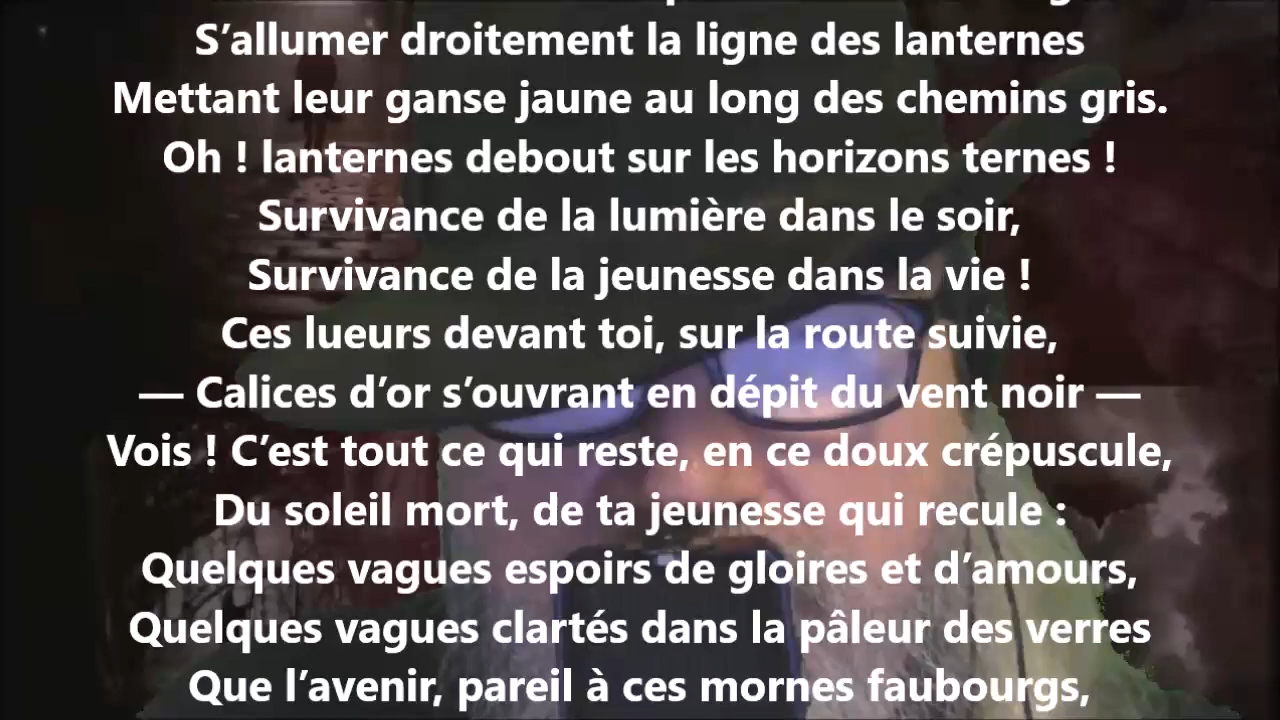 S’allumer droitement la ligne des lanternes
Mettant leur ganse jaune au long des chemins gris.
Oh ! lanternes debout sur les horizons ternes !
Survivance de la lumière dans le soir,
Survivance de la jeunesse dans la vie !
Ces lueurs devant toi, sur la route suivie,
— Calices d’or s’ouvrant en dépit du vent noir —
Vois ! C’est tout ce qui reste, en ce doux crépuscule,
Du soleil mort, de ta jeunesse qui recule :
Quelques vagues espoirs de gloires et d’amours,
Quelques vagues clartés dans la pâleur des verres
Que l’avenir, pareil à ces mornes faubourgs,